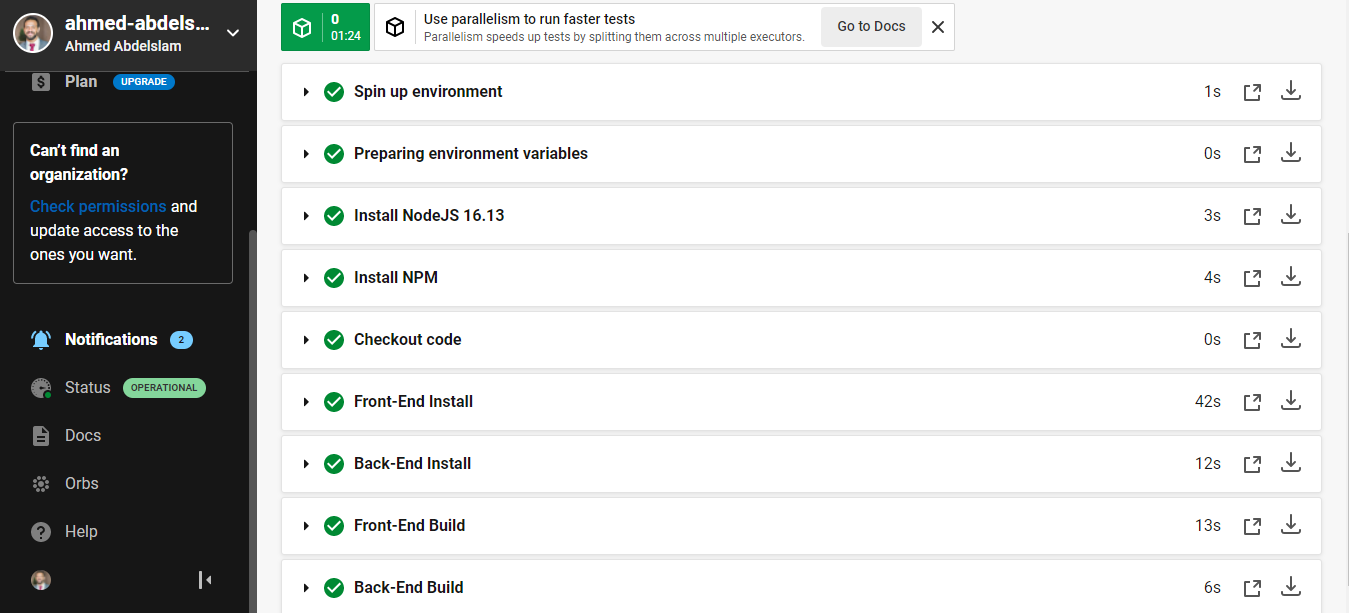 ahmed-abdels...
Ahmed Abdelslam
Plan UPGRADE
Can't find an
organization?
Check permissions and
update access to the
ones you want.
Notifications 2
Status OPERATIONAL
Docs
Orbs
Help
0
01:24
Use parallelism to run faster tests
Parallelism speeds up tests by splitting them across multiple executors.
Go to Docs
Spin up environment 1s
Preparing environment variables 0s
Install NodeJS 16.13 3s
Install NPM 4s
Checkout code 0s
Front-End Install 42s
Back-End Install 12s
Front-End Build 13s
Back-End Build 6s